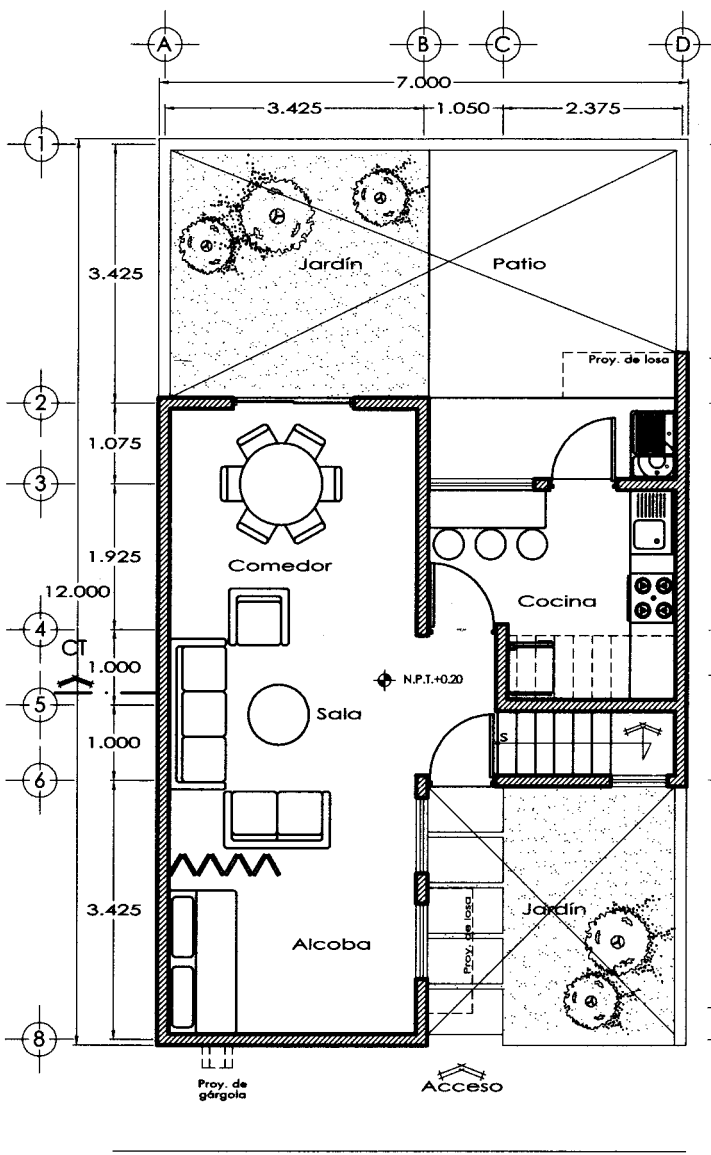 A B C D
7.000
3.425 1.050 2.375
1
3.425
Jardín Patio
Proy. de losa
2
1.075
3
1.925
Comedor
12.000
Cocina
4
CT
1.000
N.P.T.+0.20
5
Sala
S
1.000
6
3.425
Proy. de losa
Jardín
Alcoba
8
Proy. de
gárgola
Acceso